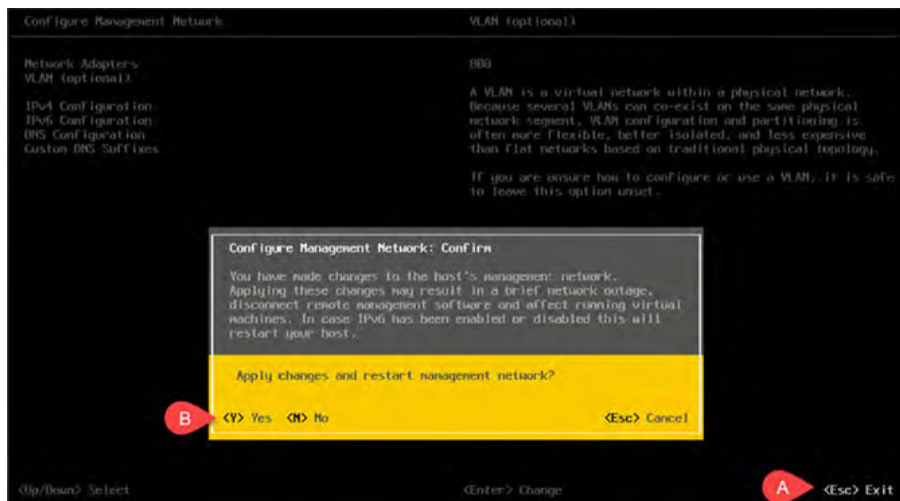 Configure Management Network
VLAN (optional)
Network Adapters
VLAN (optional)
IPv4 Configuration
IPv6 Configuration
DNS Configuration
Custom DNS Suffixes
800
A VLAN is a virtual network within a physical network.
Because several VLANs can co-exist on the same physical
network segment, VLAN configuration and partitioning is
often more flexible, better isolated, and less expensive
than flat networks based on traditional physical topology.
If you are unsure how to configure or use a VLAN, it is safe
to leave this option unset.
Configure Management Network: Confirm
You have made changes to the host's management network.
Applying these changes may result in a brief network outage,
disconnect remote management software and affect running virtual
machines. In case IPv6 has been enabled or disabled this will
restart your host.
Apply changes and restart management network?
B
<Y> Yes <N> No <Esc> Cancel
<Up/Down> Select <Enter> Change A <Esc> Exit